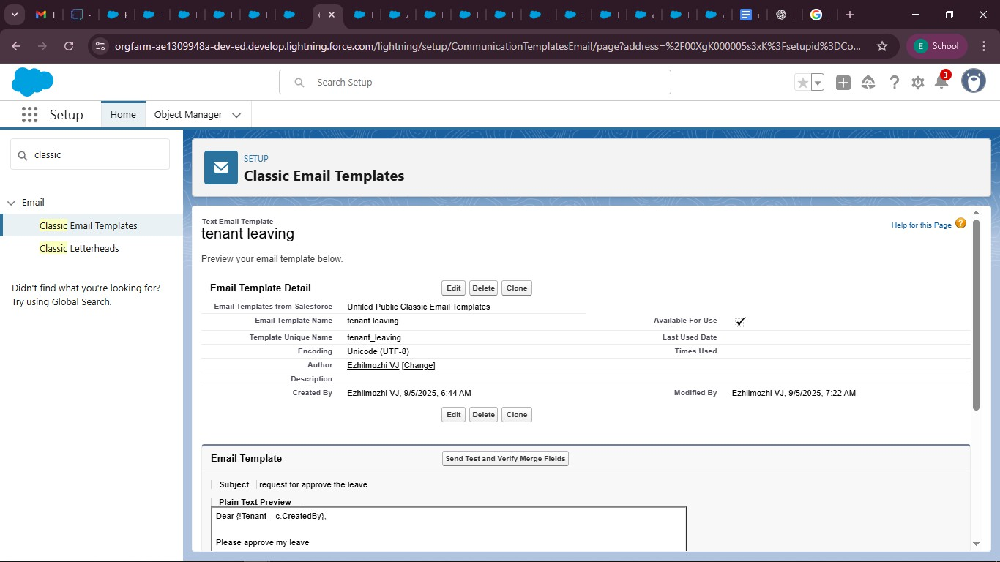 School
orgfarm-ae1309948a-dev-ed.develop.lightning.force.com/lightning/setup/CommunicationTemplatesEmail/page?address=%2F00XgK000005s3xK%3Fsetupid%3DCo...
E School
Search Setup
3
Setup
Home
Object Manager
classic
Email
Classic Email Templates
Classic Letterheads
Didn't find what you're looking for?
Try using Global Search.
SETUP
Classic Email Templates
Text Email Template
tenant leaving
Help for this Page ?
Preview your email template below.
Email Template Detail Edit Delete Clone
Email Templates from Salesforce Unfiled Public Classic Email Templates
Email Template Name tenant leaving Available For Use
Template Unique Name tenant_leaving Last Used Date
Encoding Unicode (UTF-8) Times Used
Author Ezhilmozhi VJ [Change]
Description
Created By Ezhilmozhi VJ, 9/5/2025, 6:44 AM Modified By Ezhilmozhi VJ, 9/5/2025, 7:22 AM
Edit Delete Clone
Email Template Send Test and Verify Merge Fields
Subject request for approve the leave
Plain Text Preview
Dear {!Tenant__c.CreatedBy},
Please approve my leave